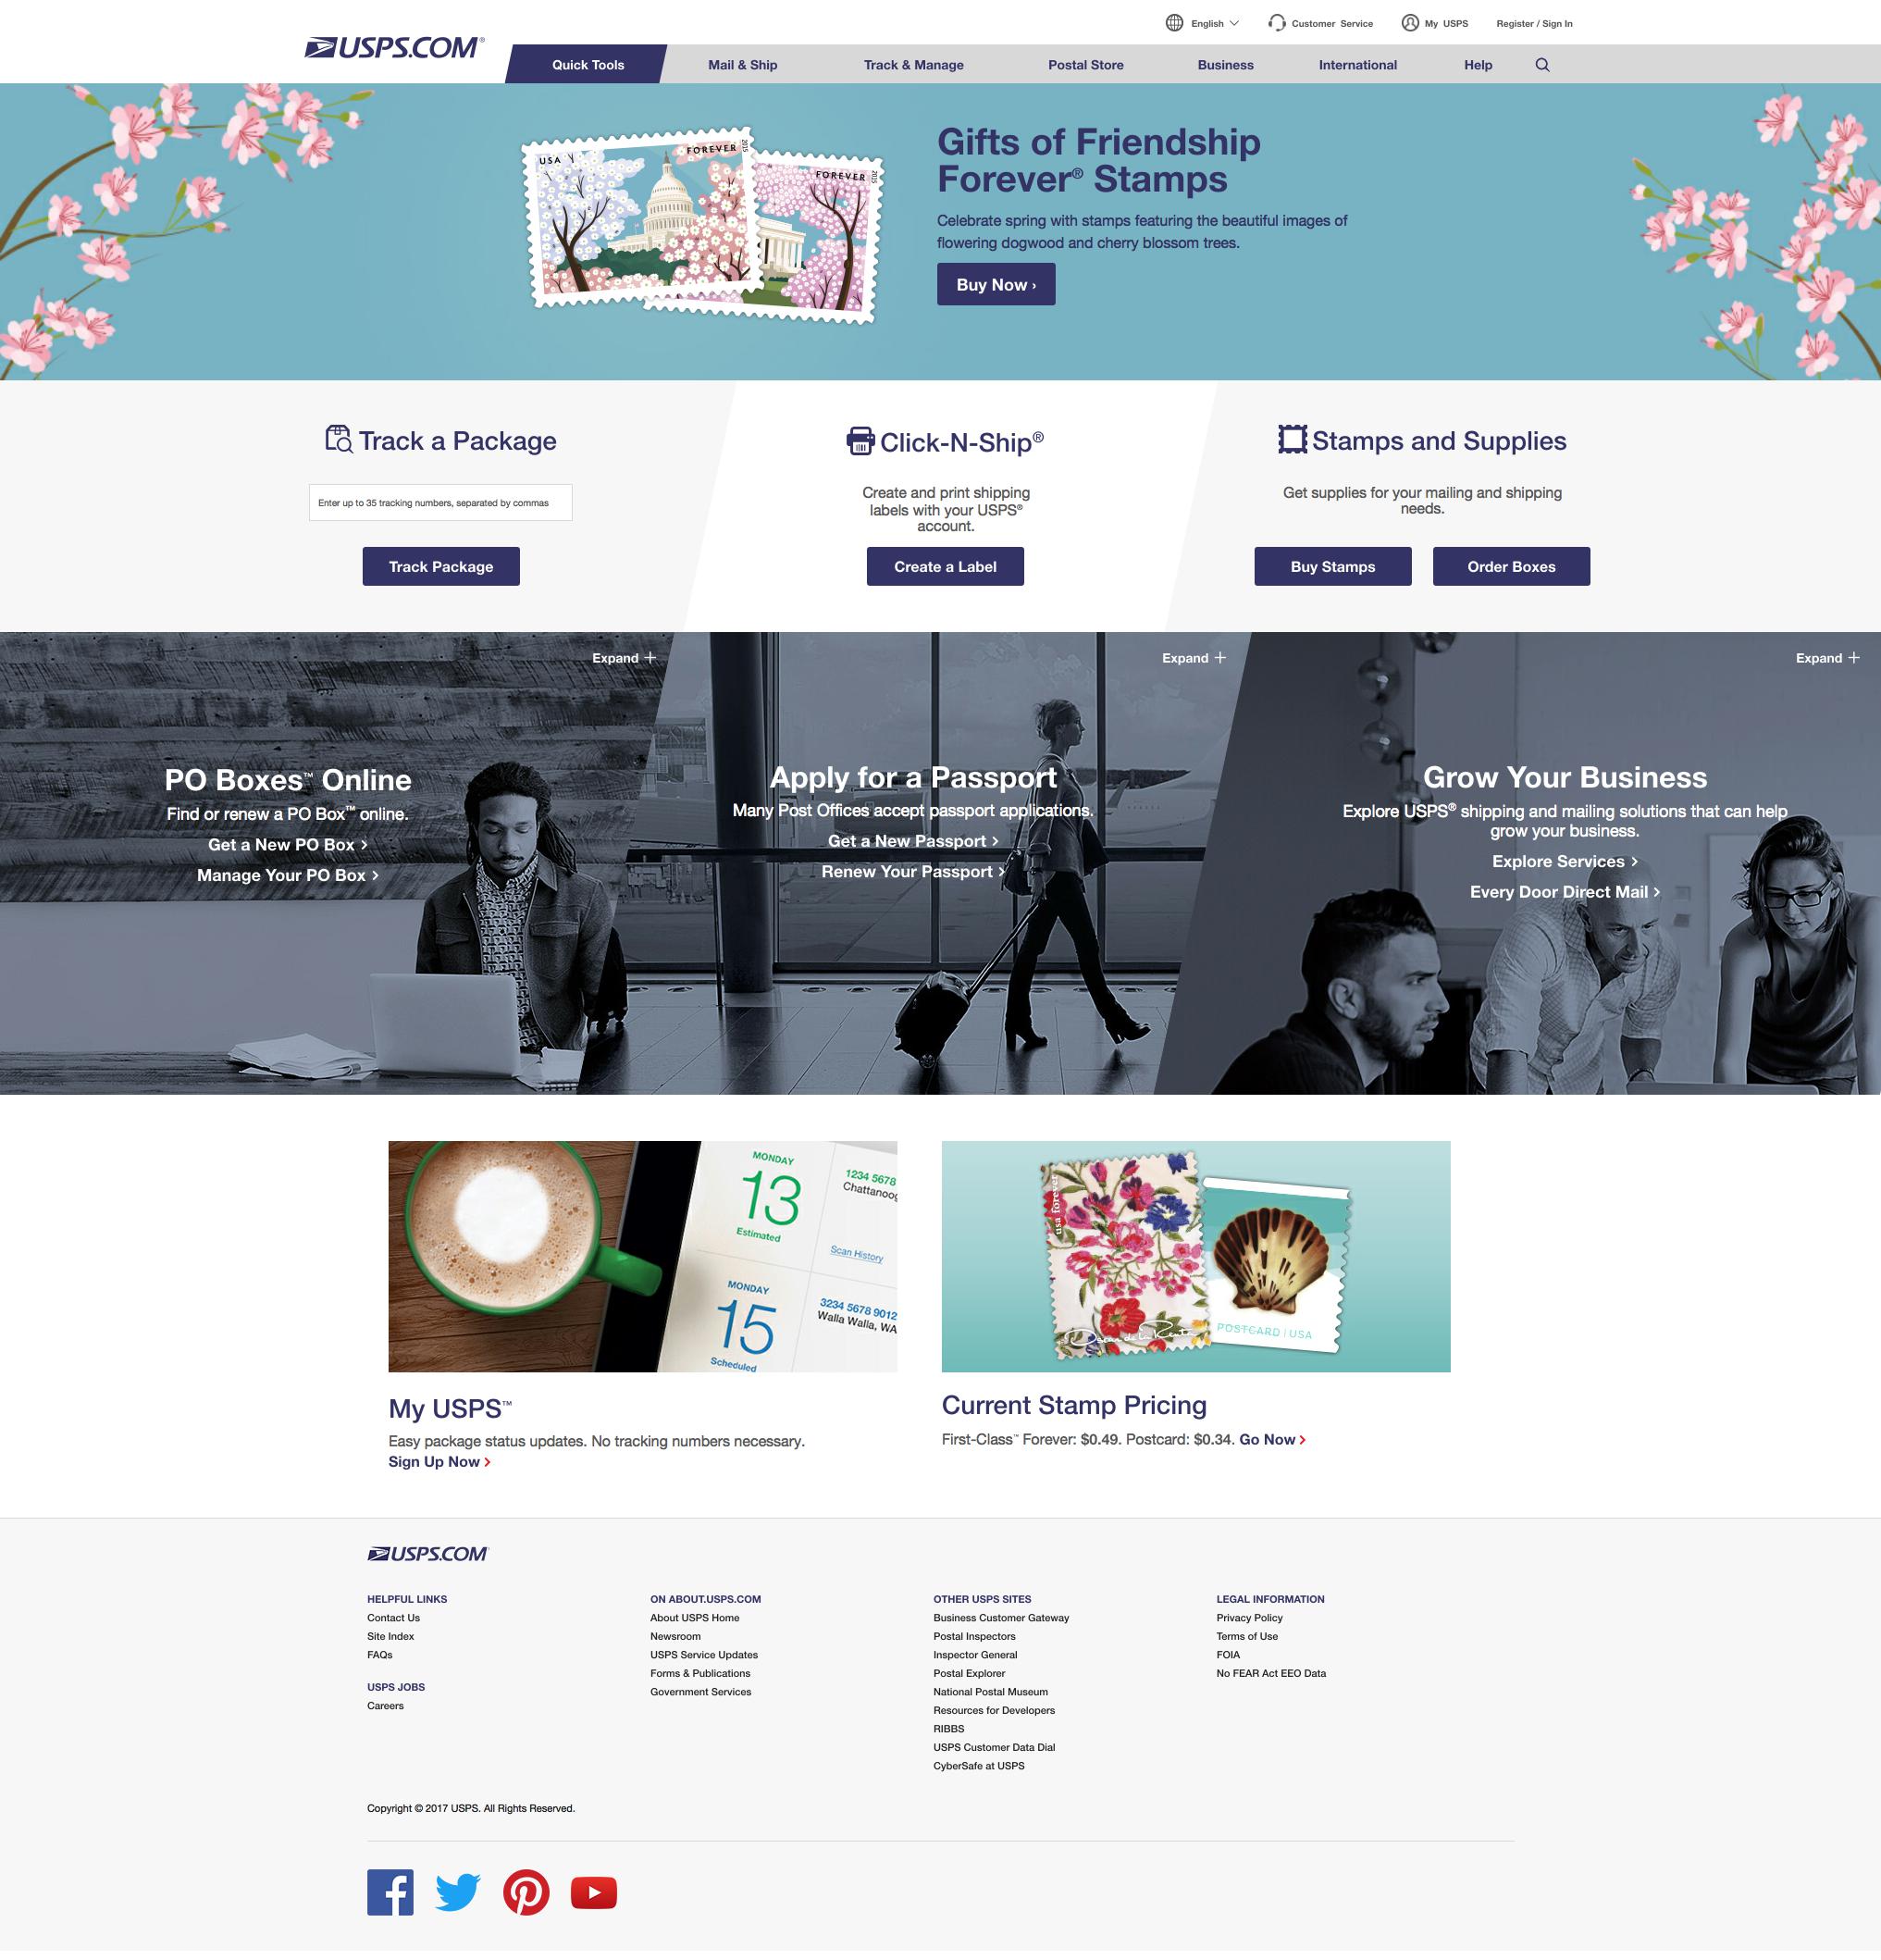 English
Customer Service
My USPS
Register / Sign In
USPS.COM®
Quick Tools
Mail & Ship
Track & Manage
Postal Store
Business
International
Help
USA
FOREVER
2015
FOREVER
2015
Gifts of Friendship
Forever® Stamps
Celebrate spring with stamps featuring the beautiful images of
flowering dogwood and cherry blossom trees.
Buy Now ›
Track a Package
Enter up to 35 tracking numbers, separated by commas
Track Package
Click-N-Ship®
Create and print shipping
labels with your USPS®
account.
Create a Label
Stamps and Supplies
Get supplies for your mailing and shipping
needs.
Buy Stamps
Order Boxes
Expand +
PO Boxes™ Online
Find or renew a PO Box™ online.
Get a New PO Box ›
Manage Your PO Box ›
Expand +
Apply for a Passport
Many Post Offices accept passport applications.
Get a New Passport ›
Renew Your Passport ›
Expand +
Grow Your Business
Explore USPS® shipping and mailing solutions that can help
grow your business.
Explore Services ›
Every Door Direct Mail ›
MONDAY
13
Estimated
1234 5678
Chattanoog
Scan History
MONDAY
15
Scheduled
3234 5678 9012
Walla Walla, WA
My USPS™
Easy package status updates. No tracking numbers necessary.
Sign Up Now ›
usa forever
Oscar de la Renta
POSTCARD | USA
Current Stamp Pricing
First-Class™ Forever: $0.49. Postcard: $0.34. Go Now ›
USPS.COM
HELPFUL LINKS
Contact Us
Site Index
FAQs
USPS JOBS
Careers
ON ABOUT.USPS.COM
About USPS Home
Newsroom
USPS Service Updates
Forms & Publications
Government Services
OTHER USPS SITES
Business Customer Gateway
Postal Inspectors
Inspector General
Postal Explorer
National Postal Museum
Resources for Developers
RIBBS
USPS Customer Data Dial
CyberSafe at USPS
LEGAL INFORMATION
Privacy Policy
Terms of Use
FOIA
No FEAR Act EEO Data
Copyright © 2017 USPS. All Rights Reserved.